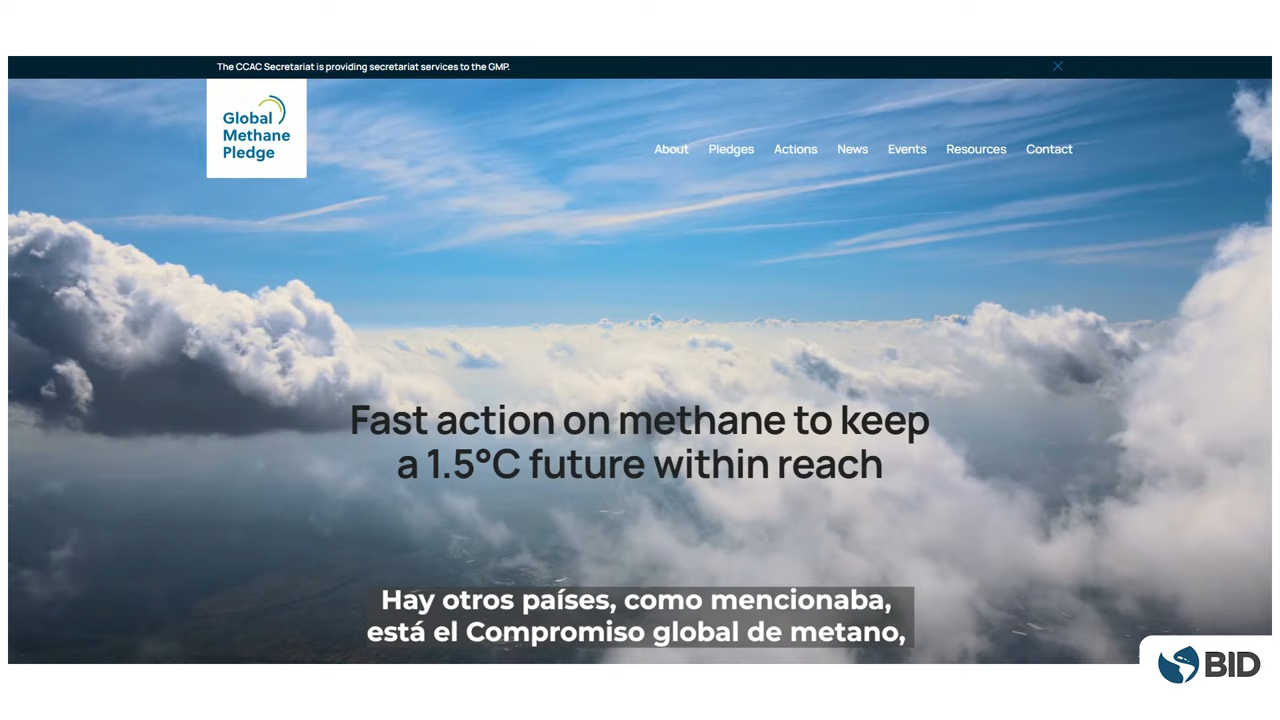 The CCAC Secretariat is providing secretariat services to the GMP.
Global
Methane
Pledge
About Pledges Actions News Events Resources Contact
Fast action on methane to keep
a 1.5°C future within reach
Hay otros países, como mencionaba,
está el Compromiso global de metano,
BID